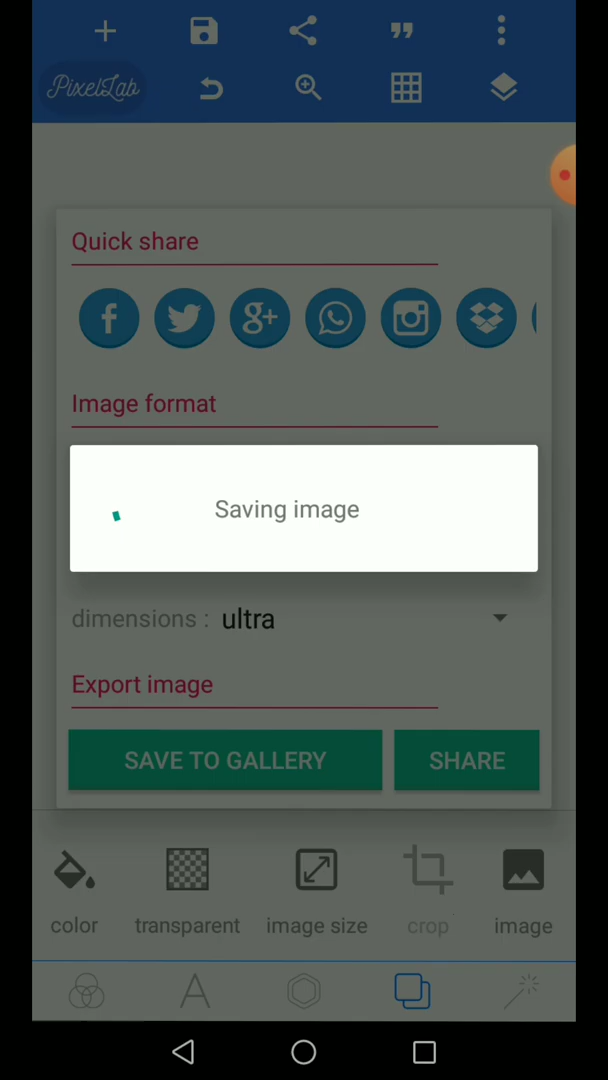 PixelLab
Quick share
Image format
Saving image
dimensions : ultra
Export image
SAVE TO GALLERY SHARE
color transparent image size crop image